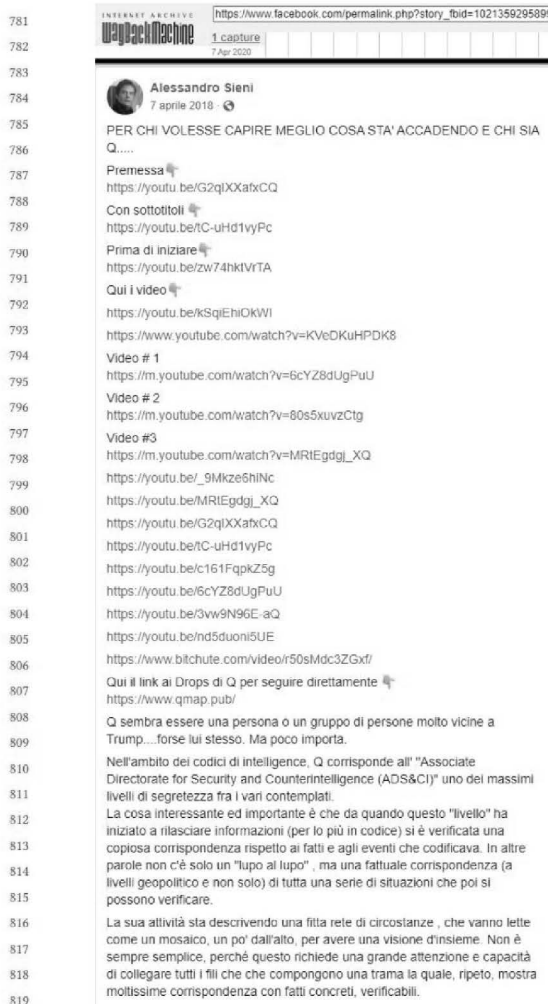 INTERNET ARCHIVE
WayBackMachine
https://www.facebook.com/permalink.php?story_fbid=1021359295899
1 capture
7 Apr 2020
Alessandro Sieni
7 aprile 2018
PER CHI VOLESSE CAPIRE MEGLIO COSA STA' ACCADENDO E CHI SIA
Q.....
Premessa👇
https://youtu.be/G2qIXXafxCQ
Con sottotitoli 👇
https://youtu.be/tC-uHd1vyPc
Prima di iniziare👇
https://youtu.be/zw74hktVrTA
Qui i video👇
https://youtu.be/kSqiEhiOkWI
https://www.youtube.com/watch?v=KVeDKuHPDK8
Video # 1
https://m.youtube.com/watch?v=6cYZ8dUgPuU
Video # 2
https://m.youtube.com/watch?v=80s5xuvzCtg
Video #3
https://m.youtube.com/watch?v=MRtEgdgj_XQ
https://youtu.be/_9Mkze6hiNc
https://youtu.be/MRtEgdgj_XQ
https://youtu.be/G2qIXXafxCQ
https://youtu.be/tC-uHd1vyPc
https://youtu.be/c161FqpkZ5g
https://youtu.be/6cYZ8dUgPuU
https://youtu.be/3vw9N96E-aQ
https://youtu.be/nd5duoni5UE
https://www.bitchute.com/video/r50sMdc3ZGxf/
Qui il link ai Drops di Q per seguire direttamente 👇
https://www.qmap.pub/
Q sembra essere una persona o un gruppo di persone molto vicine a
Trump....forse lui stesso. Ma poco importa.
Nell'ambito dei codici di intelligence, Q corrisponde all' "Associate
Directorate for Security and Counterintelligence (ADS&CI)" uno dei massimi
livelli di segretezza fra i vari contemplati.
La cosa interessante ed importante è che da quando questo "livello" ha
iniziato a rilasciare informazioni (per lo più in codice) si è verificata una
copiosa corrispondenza rispetto ai fatti e agli eventi che codificava. In altre
parole non c'è solo un "lupo al lupo" , ma una fattuale corrispondenza (a
livelli geopolitico e non solo) di tutta una serie di situazioni che poi si
possono verificare.
La sua attività sta descrivendo una fitta rete di circostanze , che vanno lette
come un mosaico, un po' dall'alto, per avere una visione d'insieme. Non è
sempre semplice, perché questo richiede una grande attenzione e capacità
di collegare tutti i fili che che compongono una trama la quale, ripeto, mostra
moltissime corrispondenza con fatti concreti, verificabili.
781
782
783
784
785
786
787
788
789
790
791
792
793
794
795
796
797
798
799
800
801
802
803
804
805
806
807
808
809
810
811
812
813
814
815
816
817
818
819